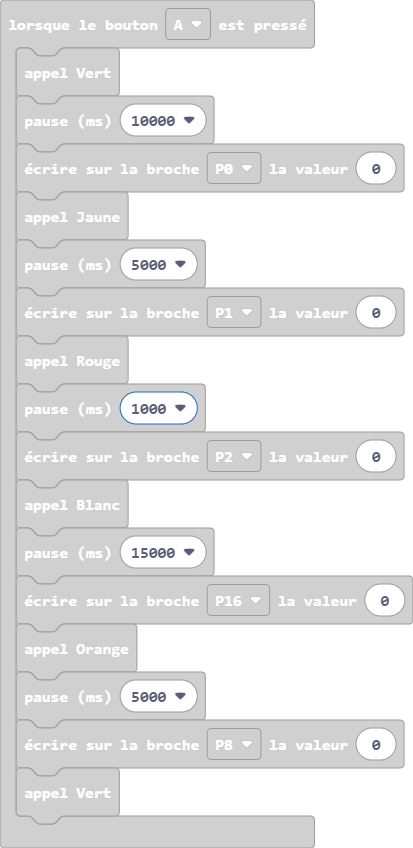 lorsque le bouton A est pressé
appel Vert
pause (ms) 10000
écrire sur la broche P0 la valeur 0
appel Jaune
pause (ms) 5000
écrire sur la broche P1 la valeur 0
appel Rouge
pause (ms) 1000
écrire sur la broche P2 la valeur 0
appel Blanc
pause (ms) 15000
écrire sur la broche P16 la valeur 0
appel Orange
pause (ms) 5000
écrire sur la broche P8 la valeur 0
appel Vert